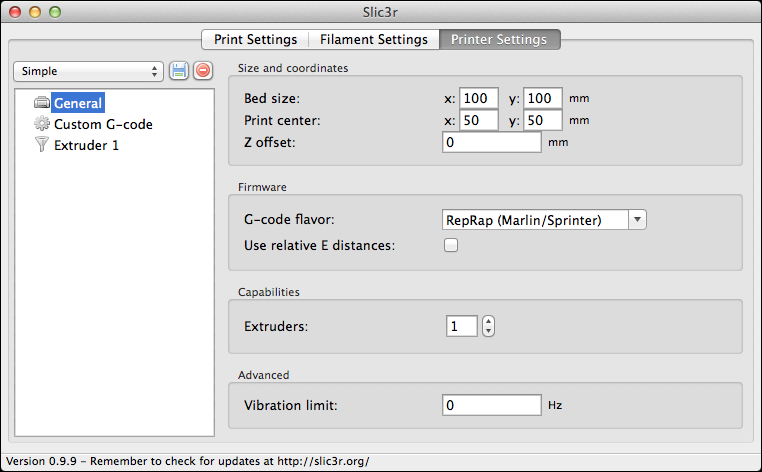 Slic3r
Print Settings Filament Settings Printer Settings
Simple
General
Custom G-code
Extruder 1
Size and coordinates
Bed size: x: 100 y: 100 mm
Print center: x: 50 y: 50 mm
Z offset: 0 mm
Firmware
G-code flavor: RepRap (Marlin/Sprinter)
Use relative E distances:
Capabilities
Extruders: 1
Advanced
Vibration limit: 0 Hz
Version 0.9.9 - Remember to check for updates at http://slic3r.org/